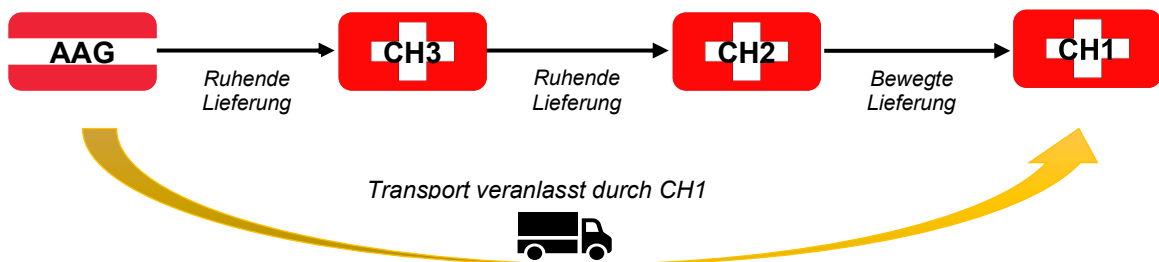 AAG
CH3
CH2
CH1
Ruhende
Lieferung
Ruhende
Lieferung
Bewegte
Lieferung
Transport veranlasst durch CH1